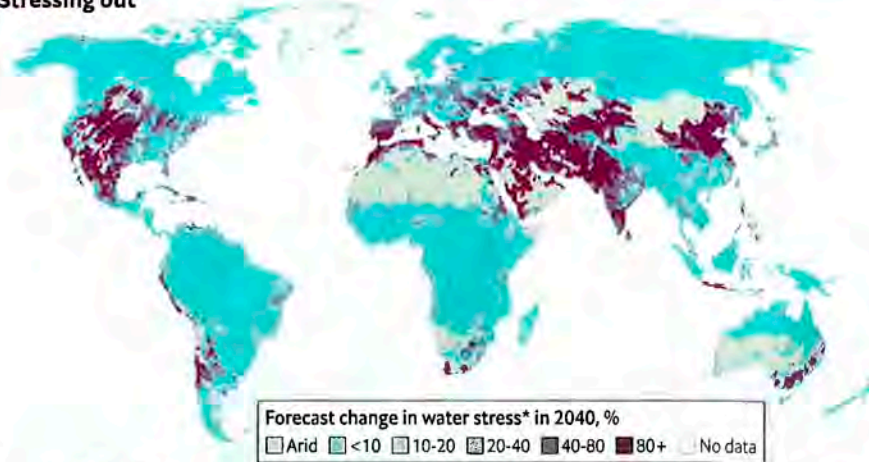 Stressing out
Forecast change in water stress* in 2040, %
Arid <10 10-20 20-40 40-80 80+ No data